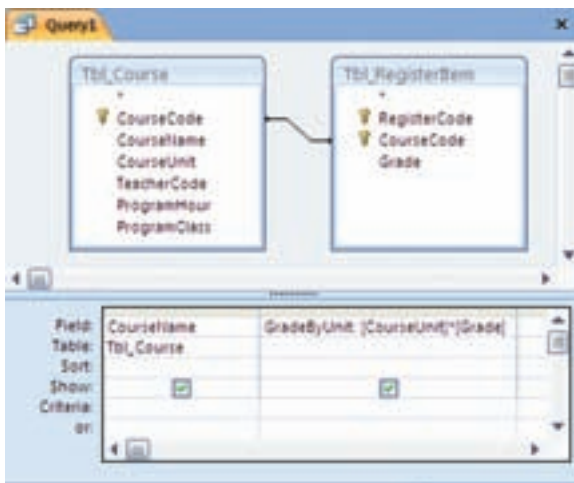 Query1
Tbl_Course
*
CourseCode
CourseName
CourseUnit
TeacherCode
ProgramHour
ProgramClass
Tbl_RegisterItem
*
RegisterCode
CourseCode
Grade
Field: CourseName GradeByUnit: [CourseUnit]*[Grade]
Table: Tbl_Course
Sort:
Show:
Criteria:
or: